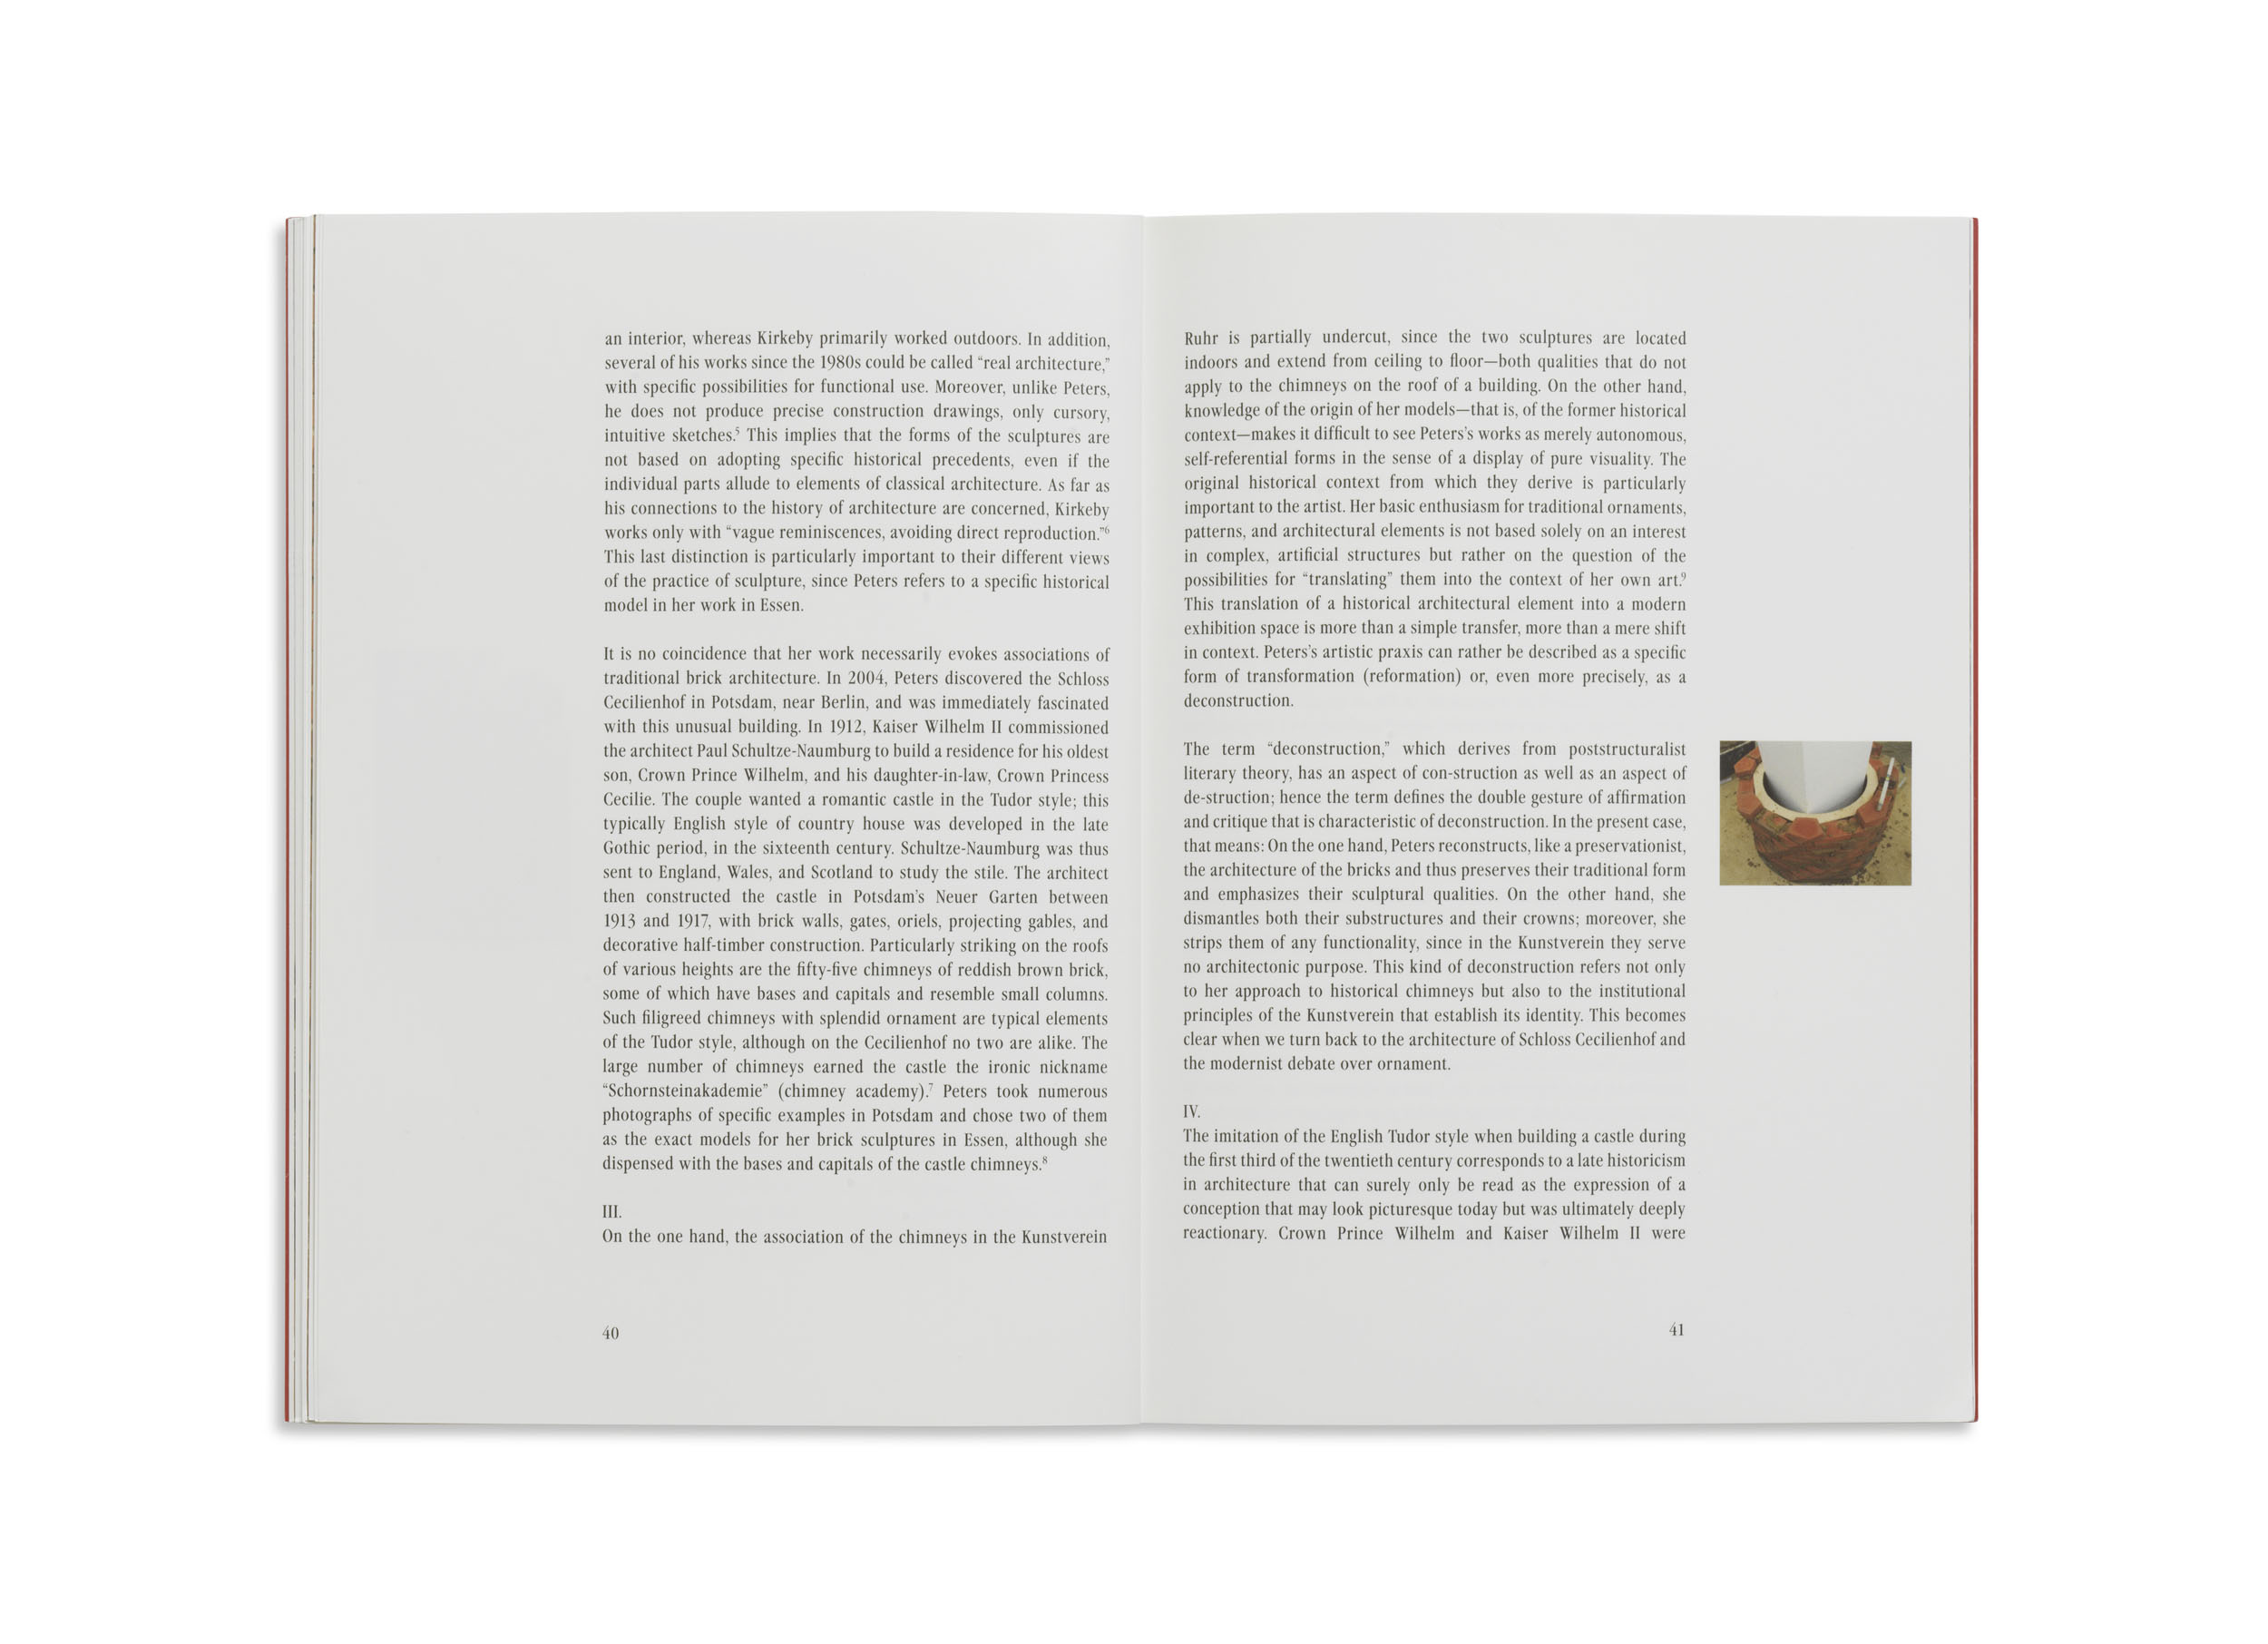 an interior, whereas Kirkeby primarily worked outdoors. In addition,
several of his works since the 1980s could be called “real architecture,”
with specific possibilities for functional use. Moreover, unlike Peters,
he does not produce precise construction drawings, only cursory,
intuitive sketches.⁵ This implies that the forms of the sculptures are
not based on adopting specific historical precedents, even if the
individual parts allude to elements of classical architecture. As far as
his connections to the history of architecture are concerned, Kirkeby
works only with “vague reminiscences, avoiding direct reproduction.”⁶
This last distinction is particularly important to their different views
of the practice of sculpture, since Peters refers to a specific historical
model in her work in Essen.
It is no coincidence that her work necessarily evokes associations of
traditional brick architecture. In 2004, Peters discovered the Schloss
Cecilienhof in Potsdam, near Berlin, and was immediately fascinated
with this unusual building. In 1912, Kaiser Wilhelm II commissioned
the architect Paul Schultze-Naumburg to build a residence for his oldest
son, Crown Prince Wilhelm, and his daughter-in-law, Crown Princess
Cecilie. The couple wanted a romantic castle in the Tudor style; this
typically English style of country house was developed in the late
Gothic period, in the sixteenth century. Schultze-Naumburg was thus
sent to England, Wales, and Scotland to study the stile. The architect
then constructed the castle in Potsdam’s Neuer Garten between
1913 and 1917, with brick walls, gates, oriels, projecting gables, and
decorative half-timber construction. Particularly striking on the roofs
of various heights are the fifty-five chimneys of reddish brown brick,
some of which have bases and capitals and resemble small columns.
Such filigreed chimneys with splendid ornament are typical elements
of the Tudor style, although on the Cecilienhof no two are alike. The
large number of chimneys earned the castle the ironic nickname
“Schornsteinakademie” (chimney academy).⁷ Peters took numerous
photographs of specific examples in Potsdam and chose two of them
as the exact models for her brick sculptures in Essen, although she
dispensed with the bases and capitals of the castle chimneys.⁸
III.
On the one hand, the association of the chimneys in the Kunstverein
40
Ruhr is partially undercut, since the two sculptures are located
indoors and extend from ceiling to floor—both qualities that do not
apply to the chimneys on the roof of a building. On the other hand,
knowledge of the origin of her models—that is, of the former historical
context—makes it difficult to see Peters’s works as merely autonomous,
self-referential forms in the sense of a display of pure visuality. The
original historical context from which they derive is particularly
important to the artist. Her basic enthusiasm for traditional ornaments,
patterns, and architectural elements is not based solely on an interest
in complex, artificial structures but rather on the question of the
possibilities for “translating” them into the context of her own art.⁹
This translation of a historical architectural element into a modern
exhibition space is more than a simple transfer, more than a mere shift
in context. Peters’s artistic praxis can rather be described as a specific
form of transformation (reformation) or, even more precisely, as a
deconstruction.
The term “deconstruction,” which derives from poststructuralist
literary theory, has an aspect of con-struction as well as an aspect of
de-struction; hence the term defines the double gesture of affirmation
and critique that is characteristic of deconstruction. In the present case,
that means: On the one hand, Peters reconstructs, like a preservationist,
the architecture of the bricks and thus preserves their traditional form
and emphasizes their sculptural qualities. On the other hand, she
dismantles both their substructures and their crowns; moreover, she
strips them of any functionality, since in the Kunstverein they serve
no architectonic purpose. This kind of deconstruction refers not only
to her approach to historical chimneys but also to the institutional
principles of the Kunstverein that establish its identity. This becomes
clear when we turn back to the architecture of Schloss Cecilienhof and
the modernist debate over ornament.
IV.
The imitation of the English Tudor style when building a castle during
the first third of the twentieth century corresponds to a late historicism
in architecture that can surely only be read as the expression of a
conception that may look picturesque today but was ultimately deeply
reactionary. Crown Prince Wilhelm and Kaiser Wilhelm II were
41